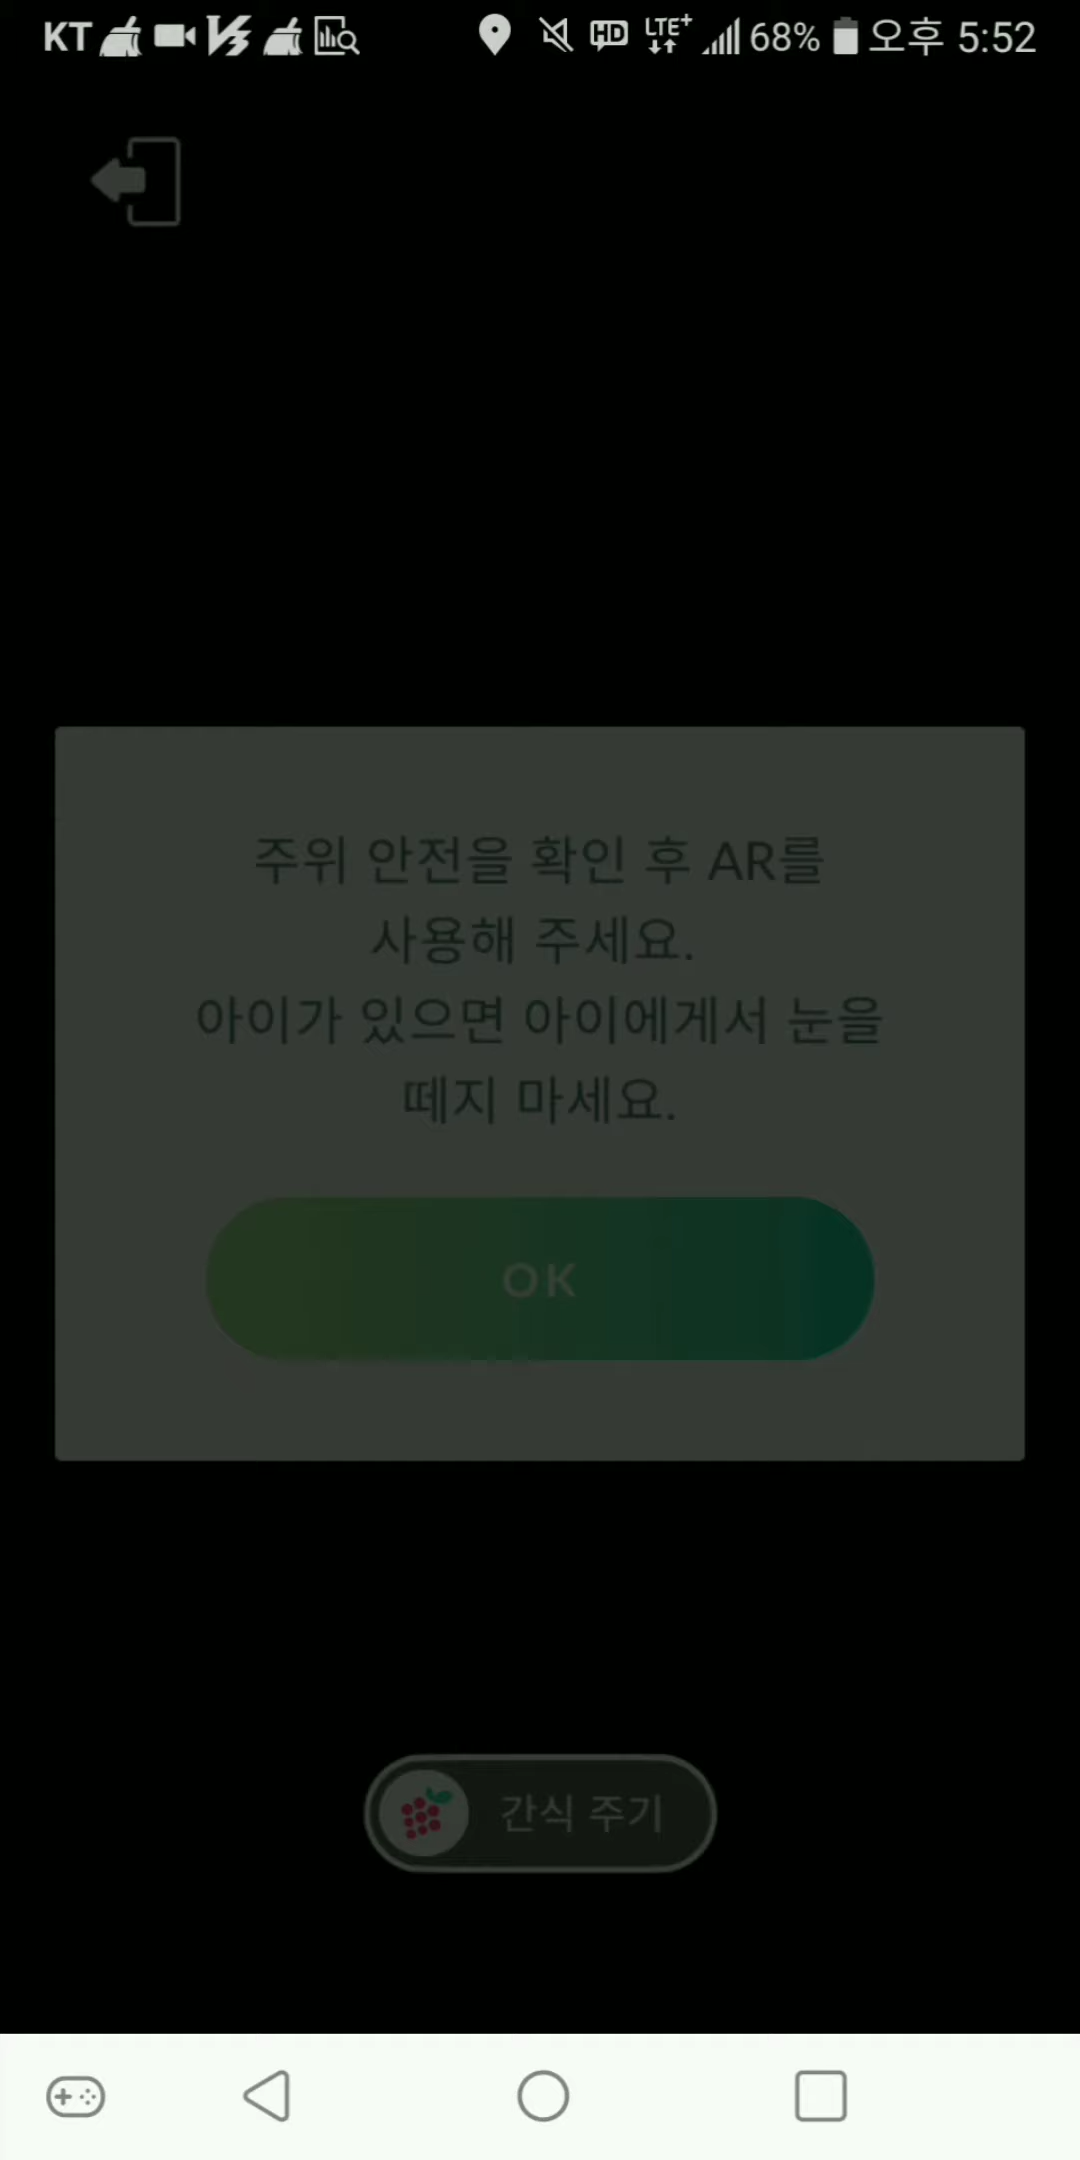 KT HD LTE+ 68% 오후 5:52
주위 안전을 확인 후 AR를
사용해 주세요.
아이가 있으면 아이에게서 눈을
떼지 마세요.
OK
간식 주기